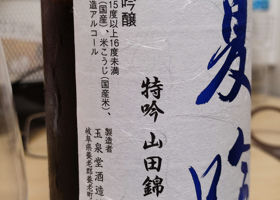 夏吟
特吟 山田錦
吟醸
15度以上16度未満
(国産)、米こうじ(国産米)、
造アルコール
製造者
玉泉堂酒造
岐阜県養老郡養老町